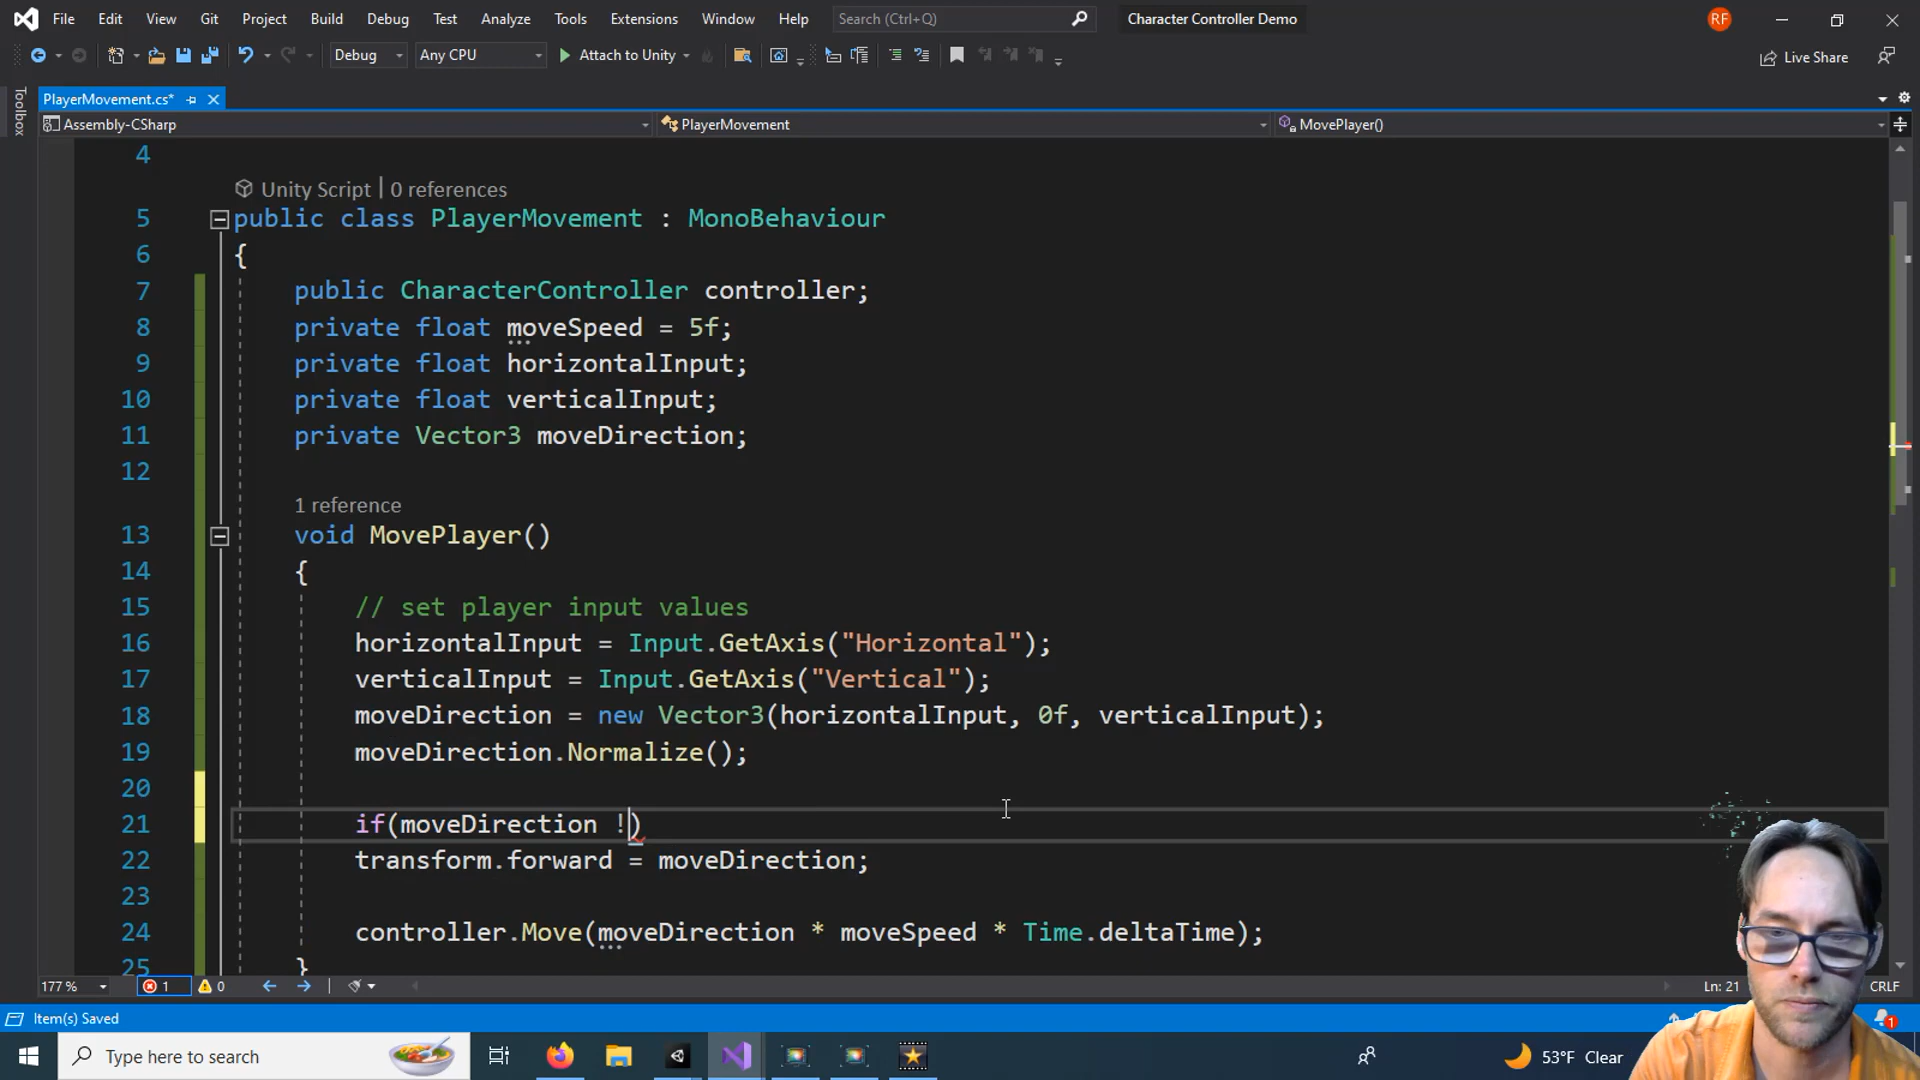 File Edit View Git Project Build Debug Test Analyze Tools Extensions Window Help Search (Ctrl+Q) Character Controller Demo RF
Debug Any CPU Attach to Unity Live Share
Toolbox
PlayerMovement.cs*
Assembly-CSharp PlayerMovement MovePlayer()
4
Unity Script | 0 references
5 public class PlayerMovement : MonoBehaviour
6 {
7 public CharacterController controller;
8 private float moveSpeed = 5f;
9 private float horizontalInput;
10 private float verticalInput;
11 private Vector3 moveDirection;
12
1 reference
13 void MovePlayer()
14 {
15 // set player input values
16 horizontalInput = Input.GetAxis("Horizontal");
17 verticalInput = Input.GetAxis("Vertical");
18 moveDirection = new Vector3(horizontalInput, 0f, verticalInput);
19 moveDirection.Normalize();
20
21 if(moveDirection !)
22 transform.forward = moveDirection;
23
24 controller.Move(moveDirection * moveSpeed * Time.deltaTime);
25 }
177 % 1 0 Ln: 21 CRLF
Item(s) Saved 1
Type here to search 53°F Clear